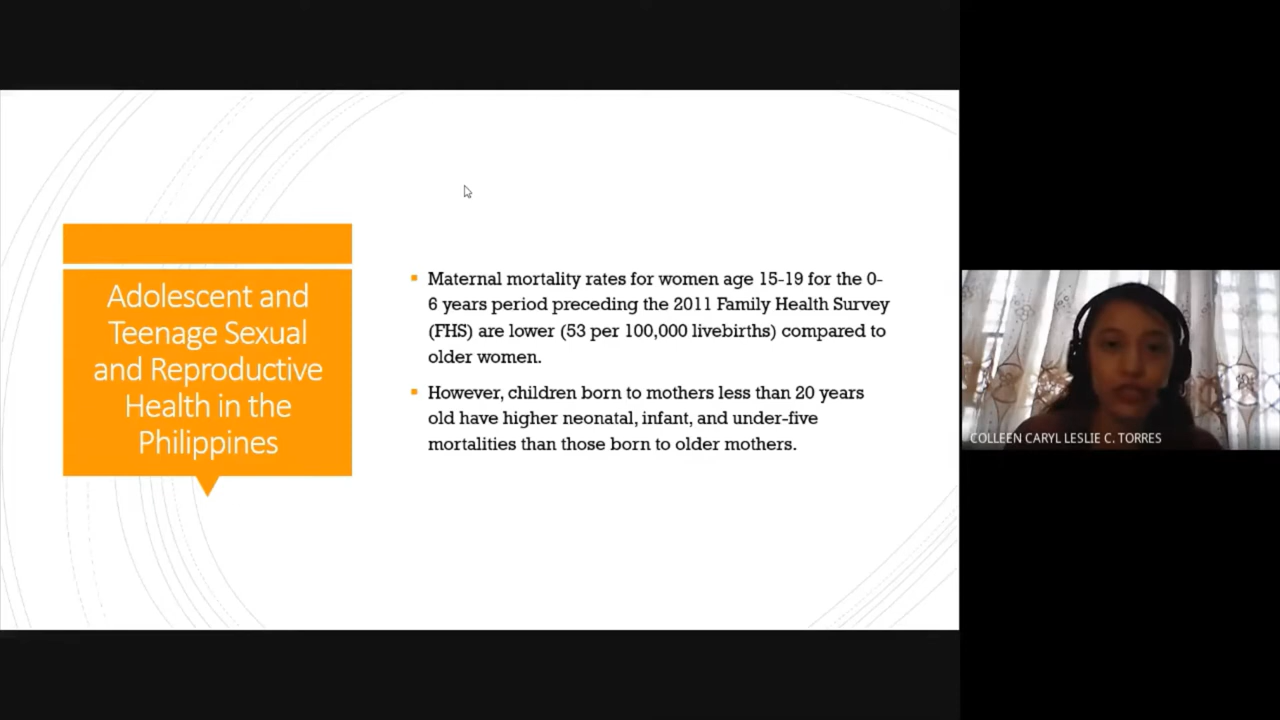 Adolescent and
Teenage Sexual
and Reproductive
Health in the
Philippines
Maternal mortality rates for women age 15-19 for the 0-
6 years period preceding the 2011 Family Health Survey
(FHS) are lower (53 per 100,000 livebirths) compared to
older women.
However, children born to mothers less than 20 years
old have higher neonatal, infant, and under-five
mortalities than those born to older mothers.
COLLEEN CARYL LESLIE C. TORRES